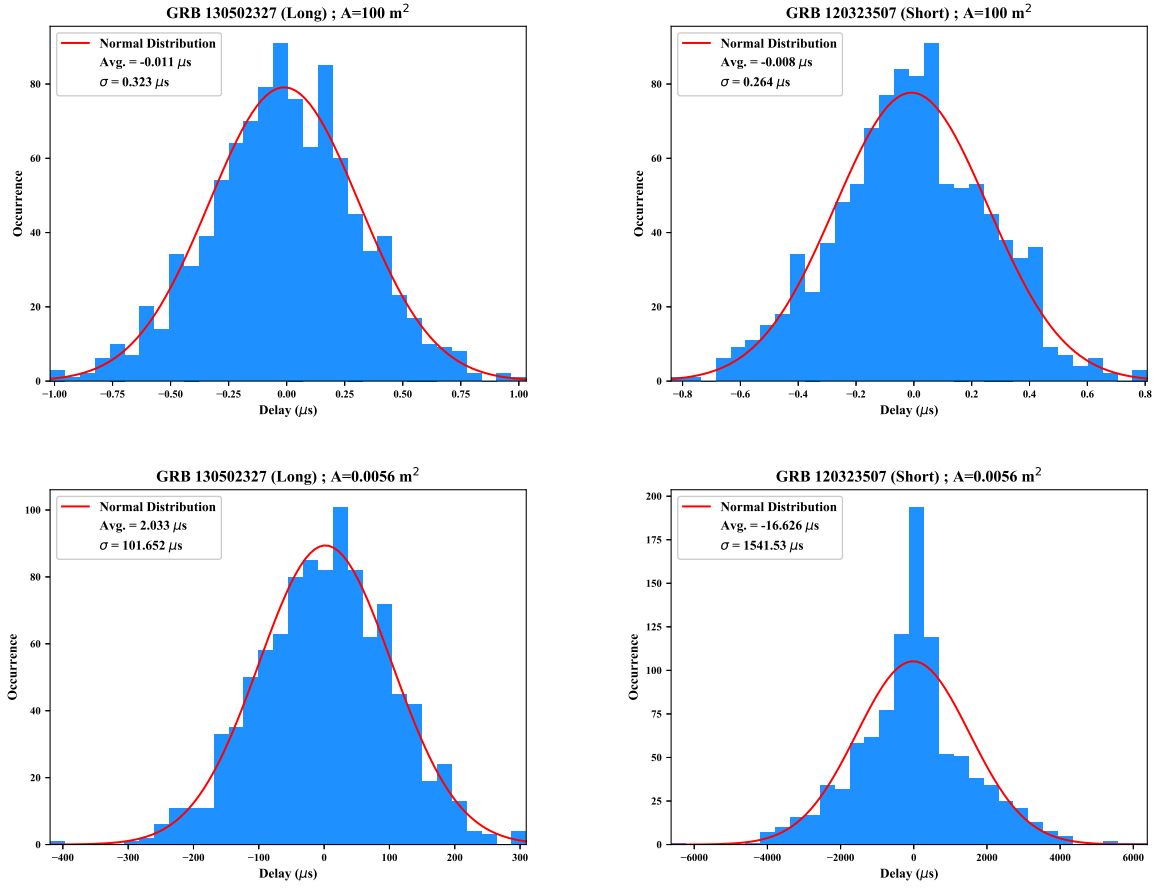 GRB 130502327 (Long) ; A=100 m²
Normal Distribution
Avg. = -0.011 μs
σ = 0.323 μs
Occurrence
80
60
40
20
0
−1.00 −0.75 −0.50 −0.25 0.00 0.25 0.50 0.75 1.00
Delay (μs)
GRB 120323507 (Short) ; A=100 m²
Normal Distribution
Avg. = -0.008 μs
σ = 0.264 μs
Occurrence
80
60
40
20
0
−0.8 −0.6 −0.4 −0.2 0.0 0.2 0.4 0.6 0.8
Delay (μs)
GRB 130502327 (Long) ; A=0.0056 m²
Normal Distribution
Avg. = 2.033 μs
σ = 101.652 μs
Occurrence
100
80
60
40
20
0
−400 −300 −200 −100 0 100 200 300
Delay (μs)
GRB 120323507 (Short) ; A=0.0056 m²
Normal Distribution
Avg. = -16.626 μs
σ = 1541.53 μs
Occurrence
200
175
150
125
100
75
50
25
0
−6000 −4000 −2000 0 2000 4000 6000
Delay (μs)